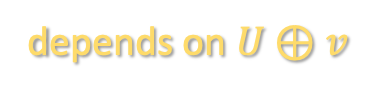 depends on 𝑈 ⊕ 𝑣